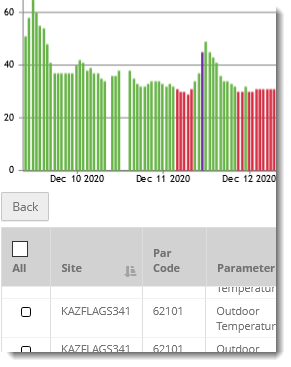 60
40
20
0
Dec 10 2020 Dec 11 2020 Dec 12 2020
Back
All Site Par Code Parameter
Temperatur
KAZFLAGS341 62101 Outdoor
Temperatur
KAZFLAGS341 62101 Outdoor